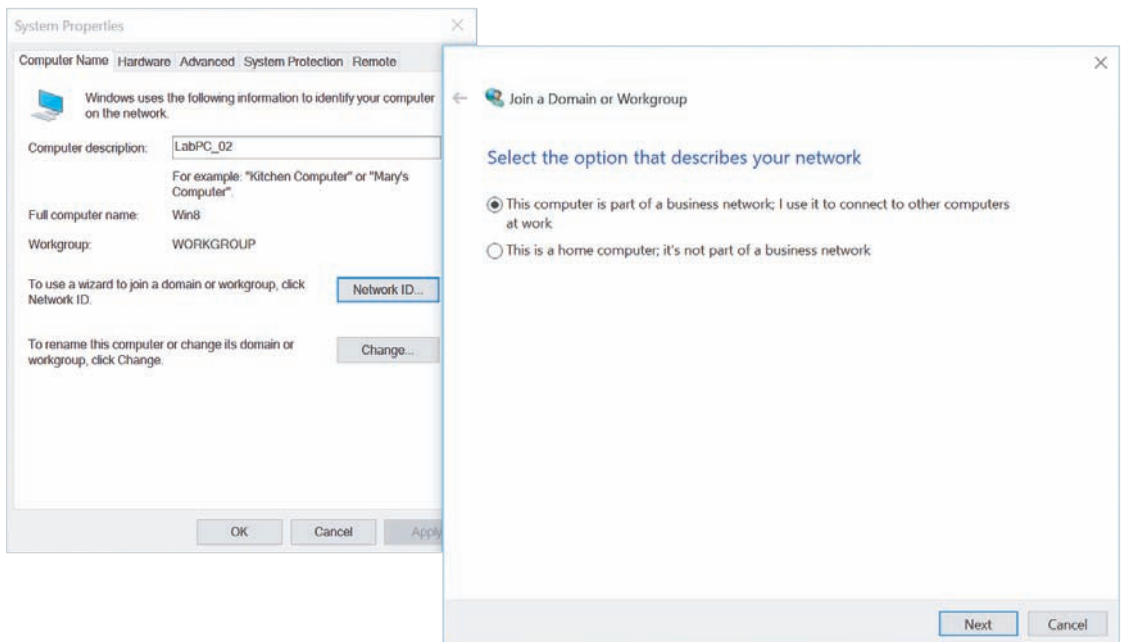 System Properties
Computer Name Hardware Advanced System Protection Remote
Windows uses the following information to identify your computer
on the network.
Computer description:
LabPC_02
For example: "Kitchen Computer" or "Mary's
Computer".
Full computer name:
Win8
Workgroup:
WORKGROUP
To use a wizard to join a domain or workgroup, click
Network ID.
Network ID...
To rename this computer or change its domain or
workgroup, click Change.
Change...
OK
Cancel
Apply
Join a Domain or Workgroup
Select the option that describes your network
This computer is part of a business network; I use it to connect to other computers
at work
This is a home computer; it's not part of a business network
Next
Cancel